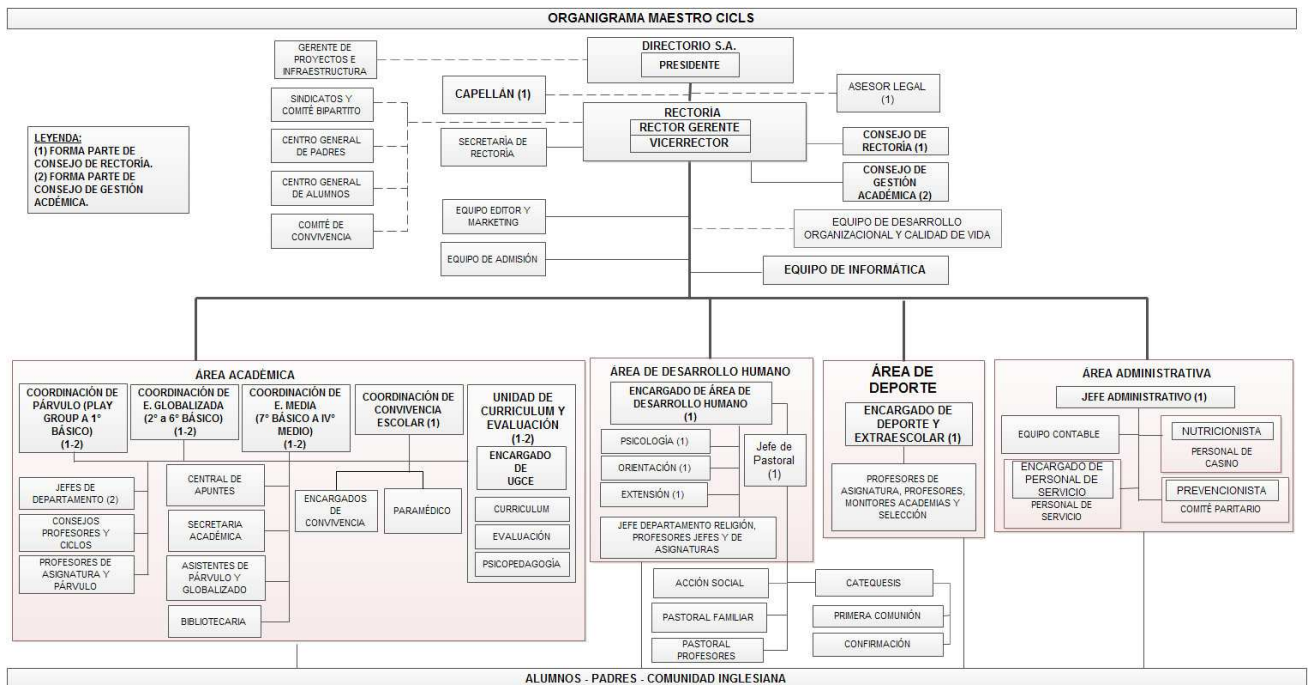 ORGANIGRAMA MAESTRO CICLS
DIRECTORIO S.A.
PRESIDENTE
GERENTE DE
PROYECTOS E
INFRAESTRUCTURA
CAPELLÁN (1)
ASESOR LEGAL
(1)
SINDICATOS Y
COMITÉ BIPARTITO
RECTORÍA
RECTOR GERENTE
VICERRECTOR
LEYENDA:
(1) FORMA PARTE DE
CONSEJO DE RECTORÍA.
(2) FORMA PARTE DE
CONSEJO DE GESTIÓN
ACDÉMICA.
CENTRO GENERAL
DE PADRES
SECRETARÍA DE
RECTORÍA
CONSEJO DE
RECTORÍA (1)
CENTRO GENERAL
DE ALUMNOS
CONSEJO DE
GESTIÓN
ACADÉMICA (2)
COMITÉ DE
CONVIVENCIA
EQUIPO EDITOR Y
MARKETING
EQUIPO DE DESARROLLO
ORGANIZACIONAL Y CALIDAD DE VIDA
EQUIPO DE ADMISIÓN
EQUIPO DE INFORMÁTICA
ÁREA ACADÉMICA
COORDINACIÓN DE
PÁRVULO (PLAY
GROUP A 1° BÁSICO)
(1-2)
COORDINACIÓN DE
E. GLOBALIZADA
(2° a 6° BÁSICO)
(1-2)
COORDINACIÓN DE
E. MEDIA
(7° BÁSICO A IV°
MEDIO)
(1-2)
COORDINACIÓN DE
CONVIVENCIA
ESCOLAR (1)
UNIDAD DE
CURRICULUM Y
EVALUACIÓN
(1-2)
ENCARGADO
DE
UGCE
JEFES DE
DEPARTAMENTO (2)
CONSEJOS
PROFESORES Y
CICLOS
PROFESORES DE
ASIGNATURA Y
PÁRVULO
CENTRAL DE
APUNTES
SECRETARIA
ACADÉMICA
ASISTENTES DE
PÁRVULO Y
GLOBALIZADO
BIBLIOTECARIA
ENCARGADOS
DE
CONVIVENCIA
PARAMÉDICO
CURRICULUM
EVALUACIÓN
PSICOPEDAGOGÌA
ÁREA DE DESARROLLO HUMANO
ENCARGADO DE ÁREA DE
DESARROLLO HUMANO
(1)
PSICOLOGÍA (1)
ORIENTACIÓN (1)
EXTENSIÓN (1)
Jefe de
Pastoral
(1)
JEFE DEPARTAMENTO RELIGIÓN,
PROFESORES JEFES Y DE
ASIGNATURAS
ACCIÓN SOCIAL
PASTORAL FAMILIAR
PASTORAL
PROFESORES
CATEQUESIS
PRIMERA COMUNIÓN
CONFIRMACIÓN
ÁREA DE
DEPORTE
ENCARGADO DE
DEPORTE Y
EXTRAESCOLAR (1)
PROFESORES DE
ASIGNATURA, PROFESORES,
MONITORES ACADEMIAS Y
SELECCIÓN
ÁREA ADMINISTRATIVA
JEFE ADMINISTRATIVO (1)
EQUIPO CONTABLE
NUTRICIONISTA
PERSONAL DE
CASINO
ENCARGADO DE
PERSONAL DE
SERVICIO
PERSONAL DE
SERVICIO
PREVENCIONISTA
COMITÉ PARITARIO
ALUMNOS - PADRES - COMUNIDAD INGLESIANA